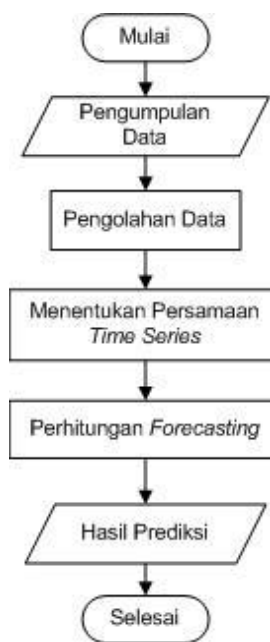 Mulai
Pengumpulan
Data
Pengolahan Data
Menentukan Persamaan
Time Series
Perhitungan Forecasting
Hasil Prediksi
Selesai